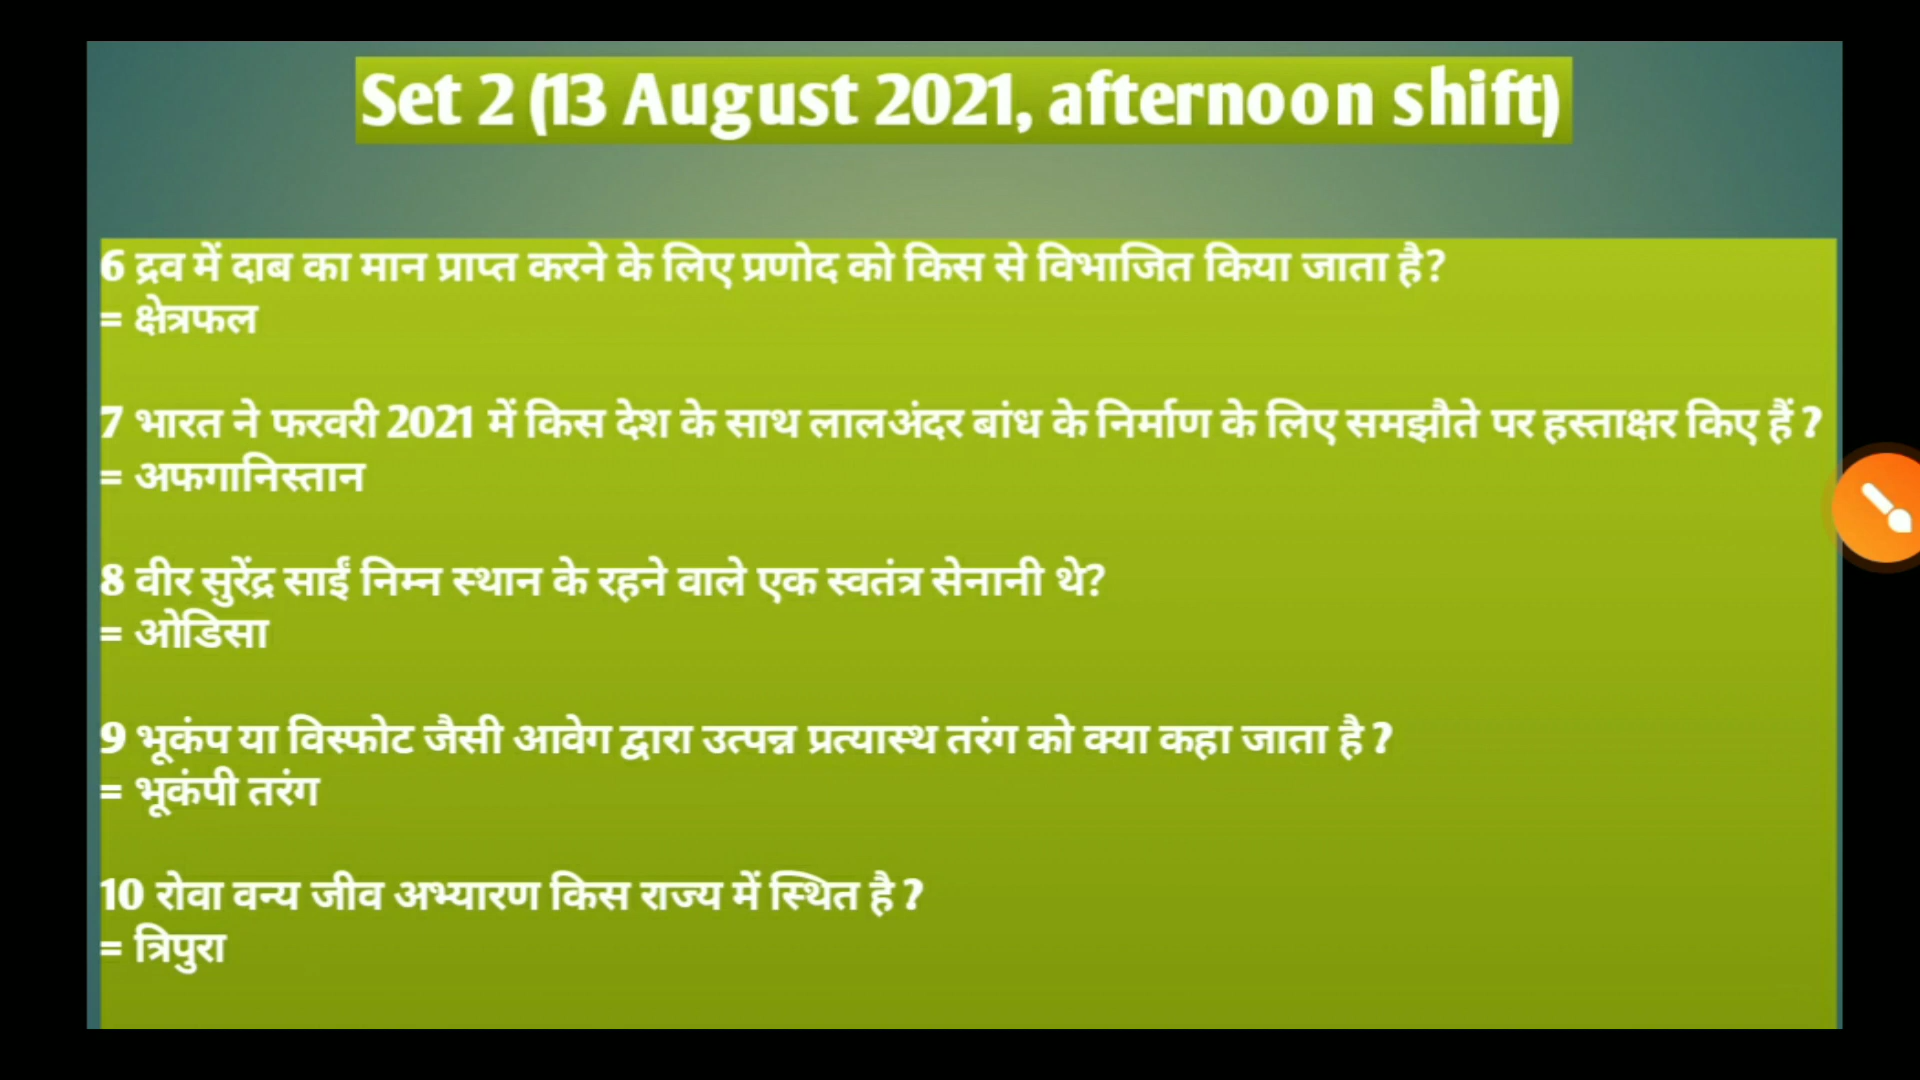 Set 2 (13 August 2021, afternoon shift)
6 द्रव में दाब का मान प्राप्त करने के लिए प्रणोद को किस से विभाजित किया जाता है?
= क्षेत्रफल
7 भारत ने फरवरी 2021 में किस देश के साथ लालअंदर बांध के निर्माण के लिए समझौते पर हस्ताक्षर किए हैं ?
= अफगानिस्तान
8 वीर सुरेंद्र साईं निम्न स्थान के रहने वाले एक स्वतंत्र सेनानी थे?
= ओडिसा
9 भूकंप या विस्फोट जैसी आवेग द्वारा उत्पन्न प्रत्यास्थ तरंग को क्या कहा जाता है ?
= भूकंपी तरंग
10 रोवा वन्य जीव अभ्यारण किस राज्य में स्थित है ?
= त्रिपुरा